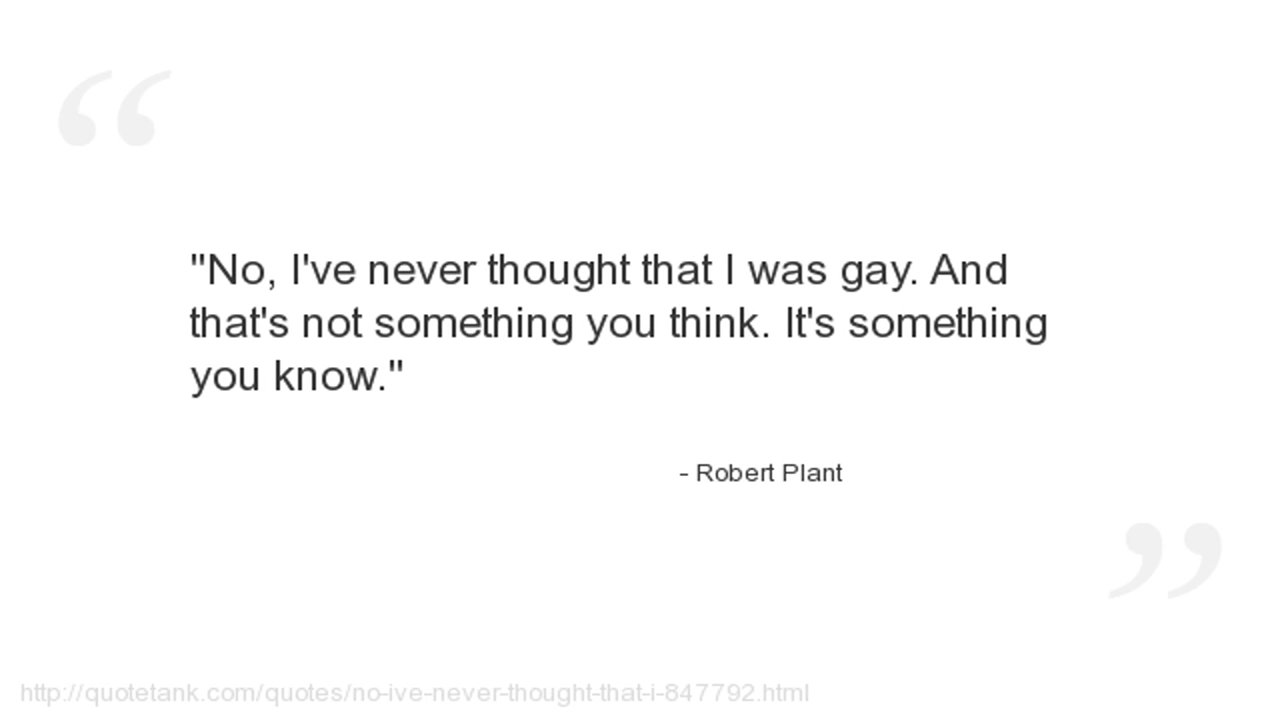 "No, I've never thought that I was gay. And
that's not something you think. It's something
you know."
- Robert Plant
http://quotetank.com/quotes/no-ive-never-thought-that-i-847792.html